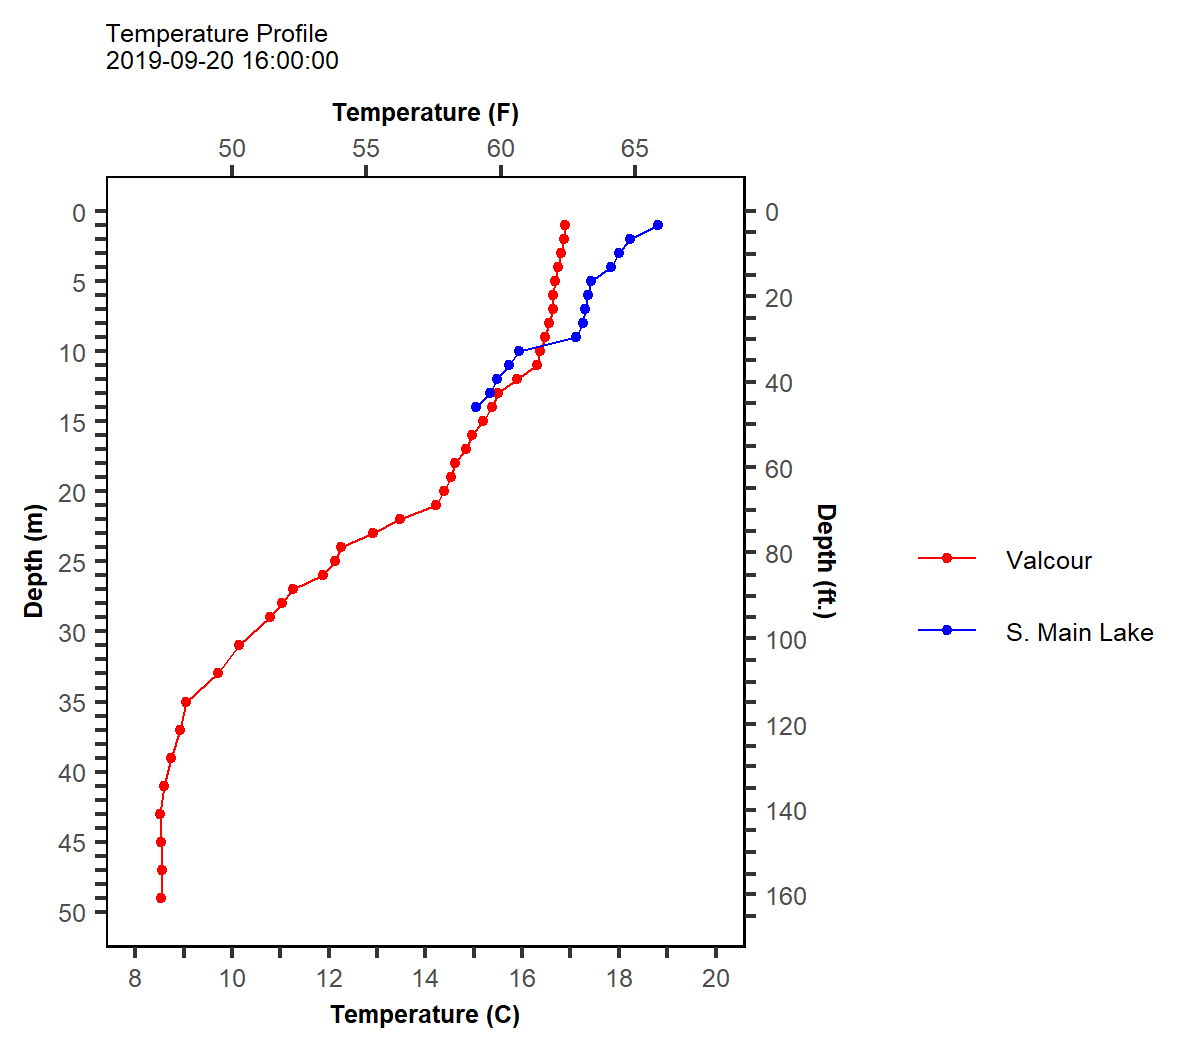 Temperature Profile
2019-09-20 16:00:00
Temperature (F)
50 55 60 65
0 0
5
20
10
40
15
60
20
Depth (m)
Depth (ft.)
80
25
Valcour
30
100
S. Main Lake
35
120
40
140
45
160
50
8 10 12 14 16 18 20
Temperature (C)